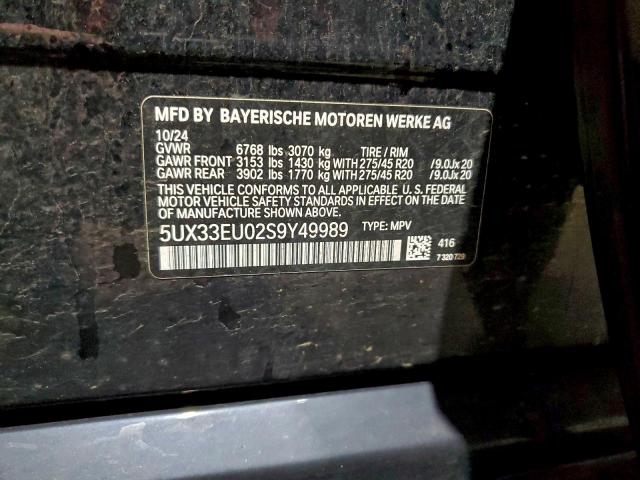 MFD BY BAYERISCHE MOTOREN WERKE AG
10/24
GVWR 6768 lbs 3070 kg TIRE / RIM
GAWR FRONT 3153 lbs 1430 kg WITH 275/45 R20 /9.0Jx20
GAWR REAR 3902 lbs 1770 kg WITH 275/45 R20 /9.0Jx20
THIS VEHICLE CONFORMS TO ALL APPLICABLE U. S. FEDERAL
MOTOR VEHICLE SAFETY STANDARDS IN EFFECT ON THE DATE
OF MANUFACTURE SHOWN ABOVE.
5UX33EU02S9Y49989 TYPE: MPV
416
7 320 729